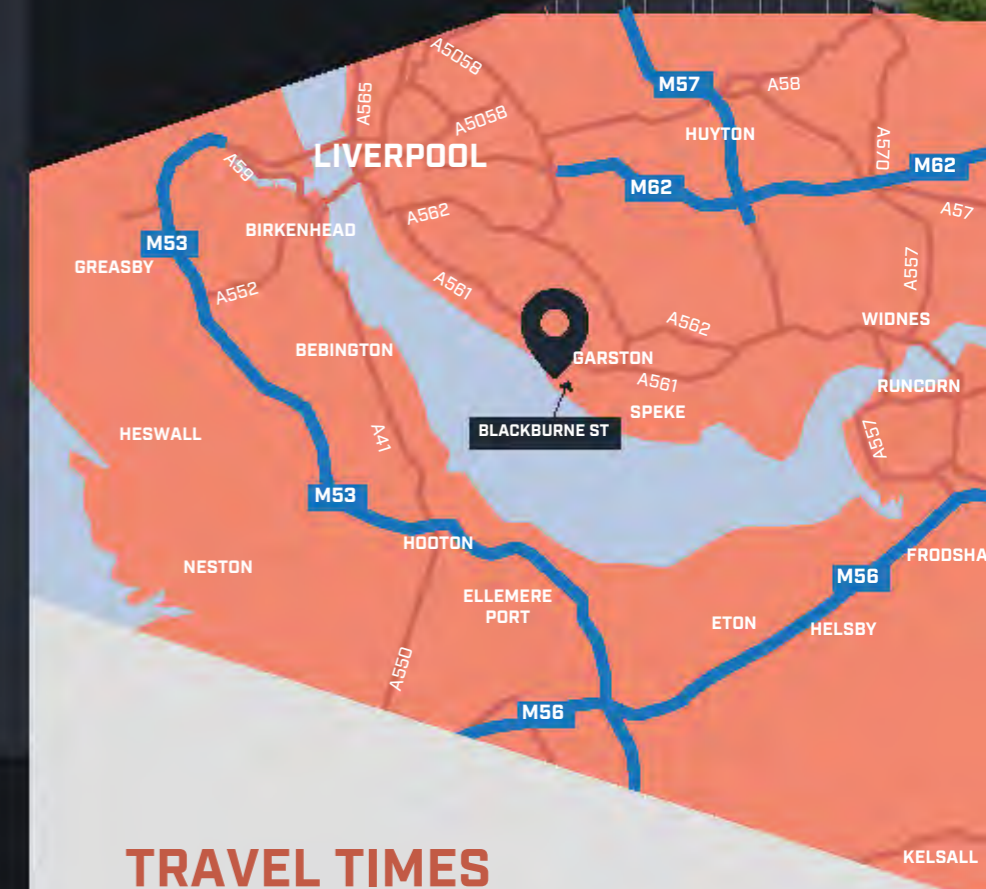 A5058
A565
M57
A58
A5058
HUYTON
A570
LIVERPOOL
A59
M62
M62
A562
A57
BIRKENHEAD
M53
GREASBY
A557
A552
A561
A562
WIDNES
BEBINGTON
GARSTON
A561
RUNCORN
SPEKE
BLACKBURNE ST
HESWALL
A41
A557
M53
HOOTON
FRODSHA
NESTON
M56
ELLEMERE
PORT
ETON
HELSBY
A550
M56
KELSALL
TRAVEL TIMES